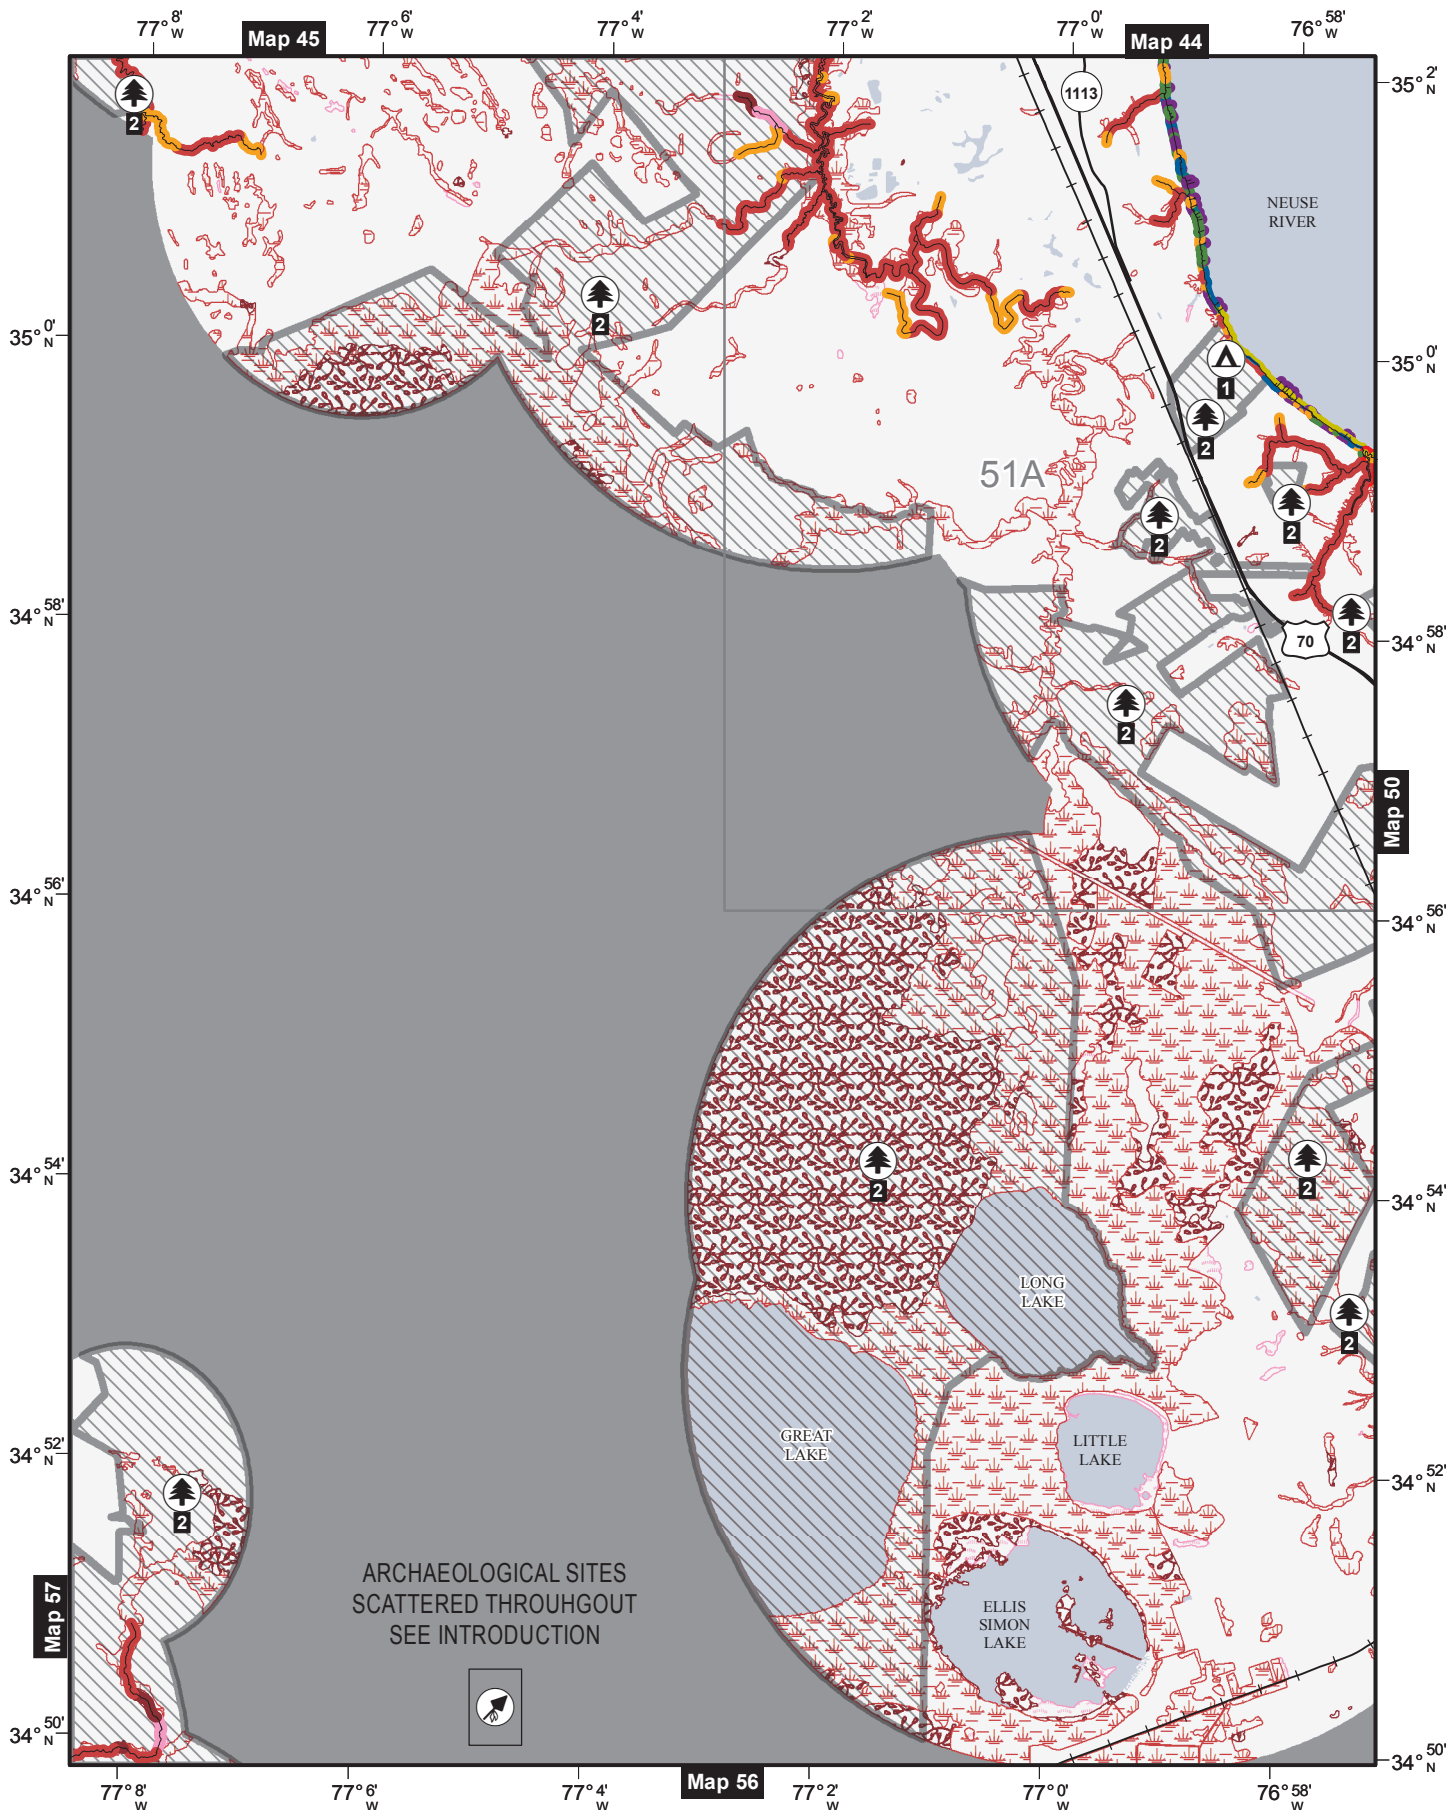 77° 8' W
77° 6' W
77° 4' W
77° 2' W
77° 0' W
76° 58' W
Map 45
Map 44
35° 2' N
1113
2
NEUSE
RIVER
2
35° 0' N
35° 0' N
1
2
51A
2
2
34° 58' N
34° 58' N
70
2
2
Map 50
34° 56' N
34° 56' N
2
2
34° 54' N
34° 54' N
LONG
LAKE
2
GREAT
LAKE
LITTLE
LAKE
34° 52' N
34° 52' N
2
ARCHAEOLOGICAL SITES
SCATTERED THROUHGOUT
SEE INTRODUCTION
ELLIS
SIMON
LAKE
Map 57
34° 50' N
34° 50' N
Map 56
77° 8' W
77° 6' W
77° 4' W
77° 2' W
77° 0' W
76° 58' W